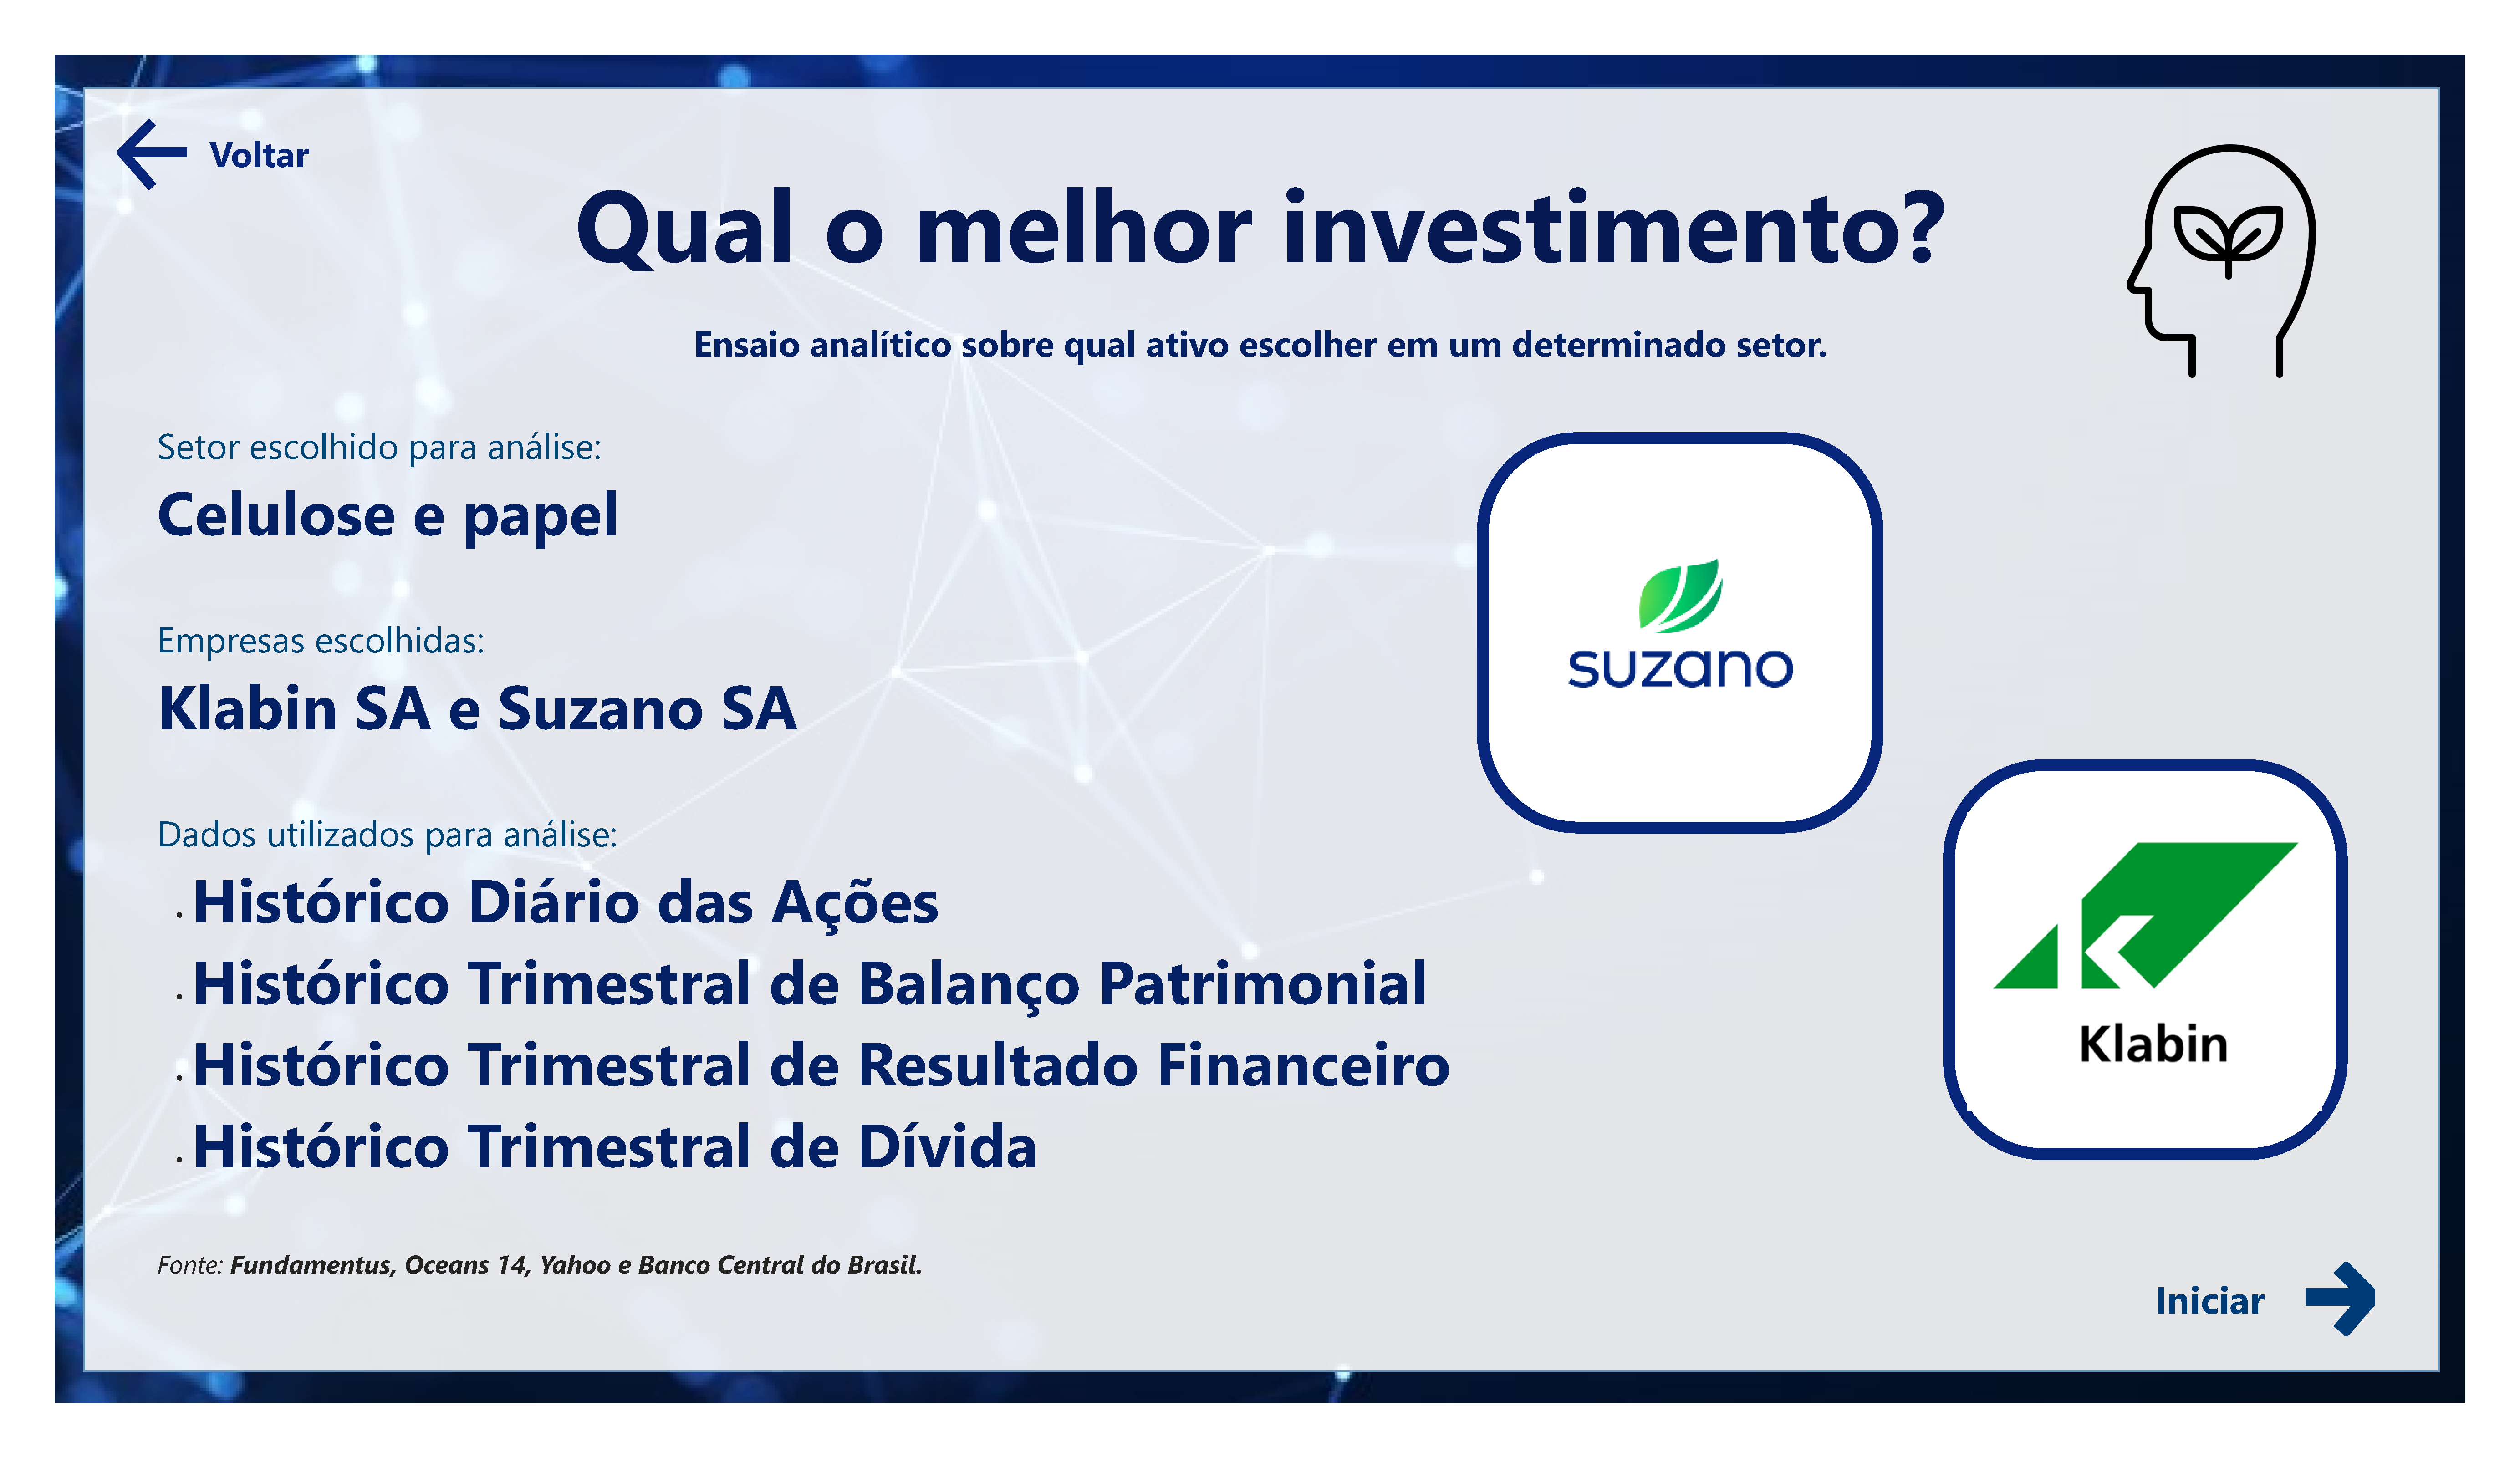 Voltar
Qual o melhor investimento?
Ensaio analítico sobre qual ativo escolher em um determinado setor.
Setor escolhido para análise:
Celulose e papel
Empresas escolhidas:
Klabin SA e Suzano SA
Dados utilizados para análise:
• Histórico Diário das Ações
• Histórico Trimestral de Balanço Patrimonial
• Histórico Trimestral de Resultado Financeiro
• Histórico Trimestral de Dívida
suzano
Klabin
Fonte: Fundamentus, Oceans 14, Yahoo e Banco Central do Brasil.
Iniciar